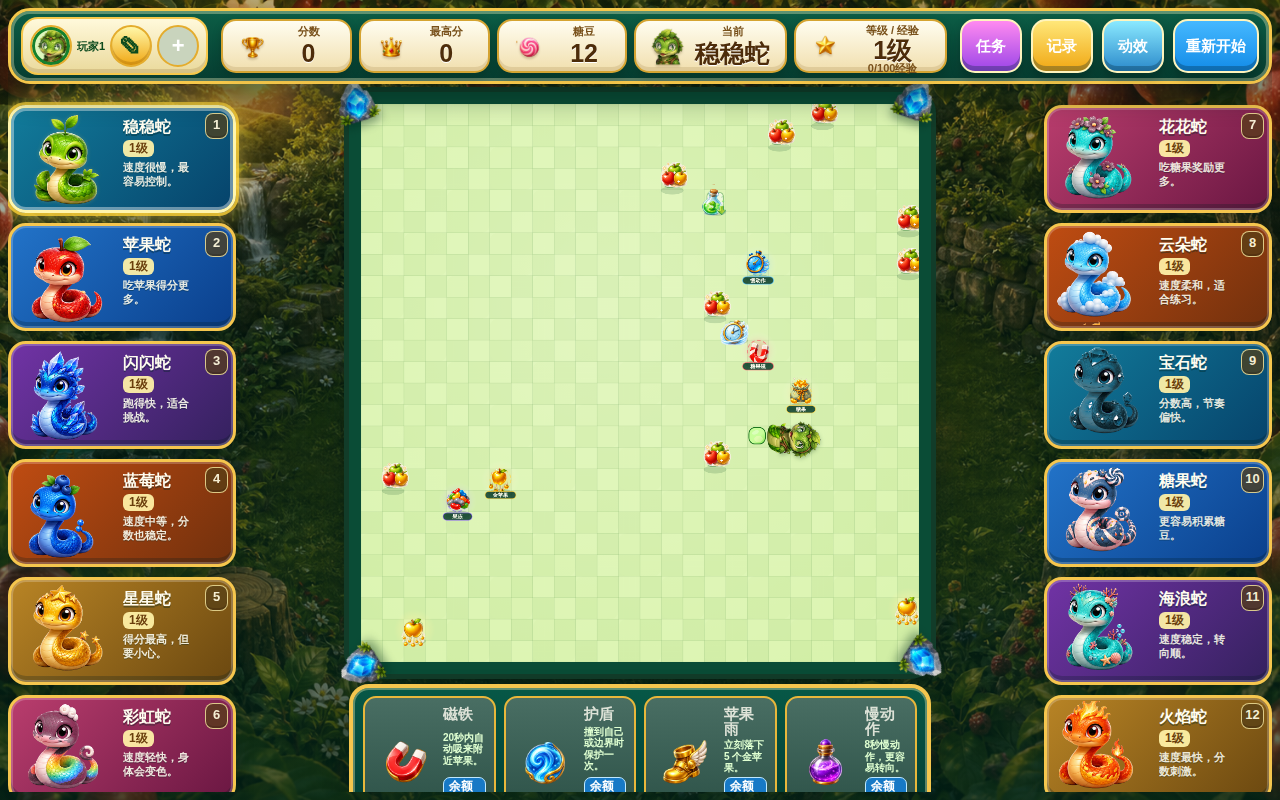 玩家1
+
分数
0
最高分
0
糖豆
12
当前
稳稳蛇
等级 / 经验
1级
0/100经验
任务
记录
动效
重新开始
稳稳蛇
1
1级
速度很慢，最
容易控制。
苹果蛇
2
1级
吃苹果得分更
多。
闪闪蛇
3
1级
跑得快，适合
挑战。
蓝莓蛇
4
1级
速度中等，分
数也稳定。
星星蛇
5
1级
得分最高，但
要小心。
彩虹蛇
6
1级
速度轻快，身
体会变色。
慢动作
金苹果
花花蛇
7
1级
吃糖果奖励更
多。
云朵蛇
8
1级
速度柔和，适
合练习。
宝石蛇
9
1级
分数高，节奏
偏快。
糖果蛇
10
1级
更容易积累糖
豆。
海浪蛇
11
1级
速度稳定，转
向顺。
火焰蛇
12
1级
速度最快，分
数刺激。
磁铁
20秒内自
动吸来附
近苹果。
余额
护盾
撞到自己
或边界时
保护一
次。
余额
苹果
雨
立刻落下
5 个金苹
果。
余额
慢动
作
8秒慢动
作，更容
易转向。
余额